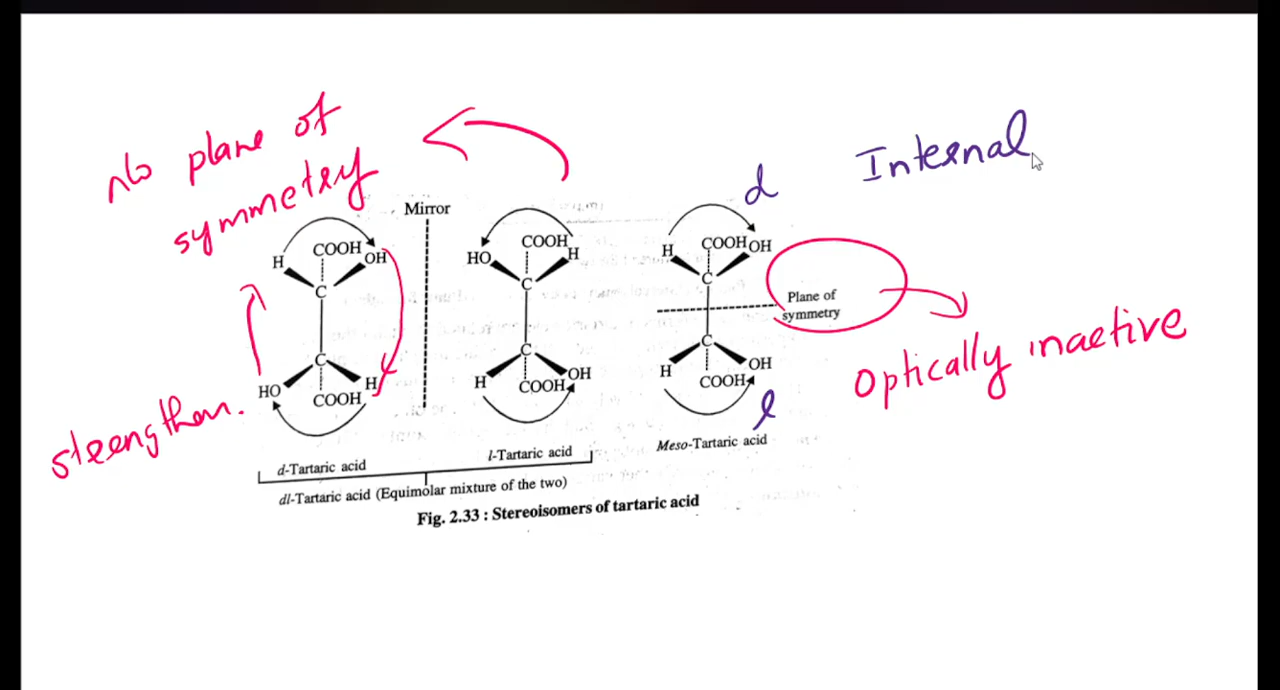 No plane of
symmetry
Mirror
d
Internal
COOH
H
OH
C
C
HO
H
COOH
COOH
HO
H
C
C
H
OH
COOH
COOH
H
OH
C
Plane of
symmetry
C
H
OH
COOH
l
Optically inactive
strengthen.
d-Tartaric acid
l-Tartaric acid
Meso-Tartaric acid
dl-Tartaric acid (Equimolar mixture of the two)
Fig. 2.33 : Stereoisomers of tartaric acid